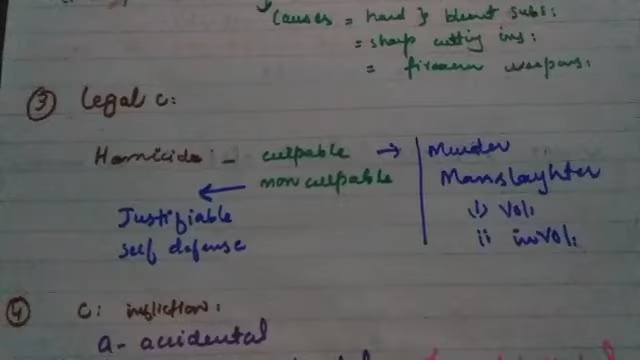 Causes = hard & blunt subs:
= sharp cutting ins:
= firearm weapons:
③ Legal c:
Homicide: - culpable → Murder
non culpable Manslaughter
← i) Vol:
Justifiable ii invol:
self defense
④ C: infliction:
a- accidental